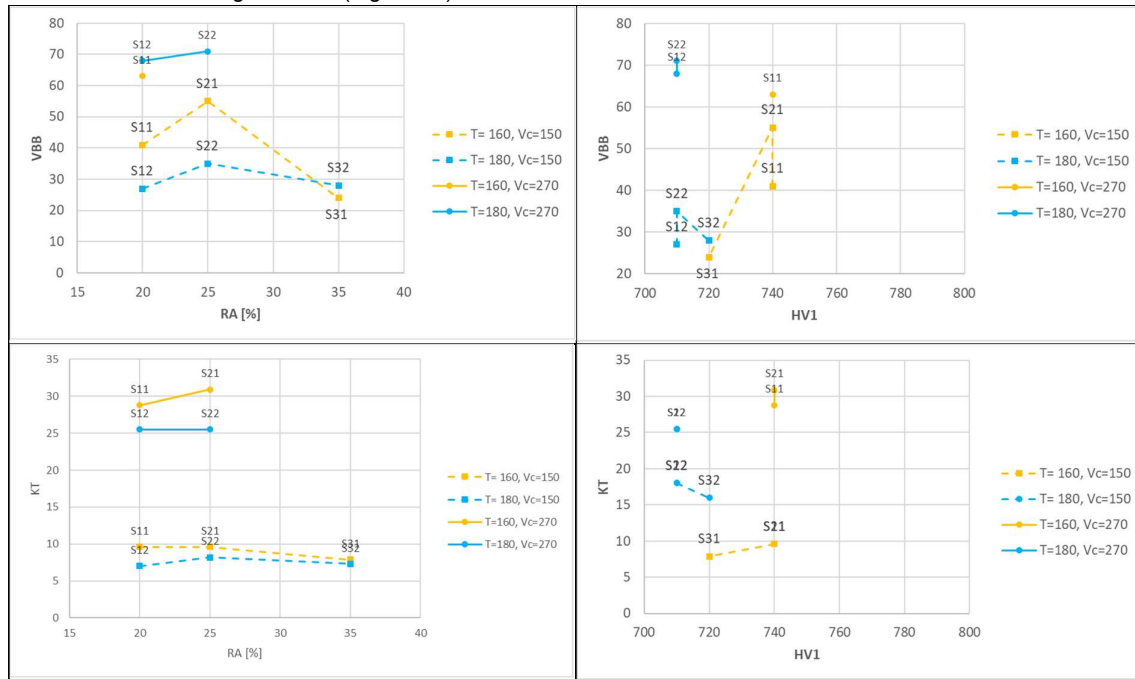 80
70
60
50
40
30
20
10
0
VBB
S12
S22
S11
S21
S11
S22
S12
S32
S31
15 20 25 30 35 40
RA [%]
T= 160, Vc=150
T= 180, Vc=150
T=160, Vc=270
T=180, Vc=270
80
70
60
50
40
30
20
VBB
S22
S12
S11
S21
S11
S22
S12
S32
S31
700 720 740 760 780 800
HV1
T= 160, Vc=150
T= 180, Vc=150
T=160, Vc=270
T=180, Vc=270
35
30
25
20
15
10
5
0
KT
S21
S11
S12 S22
S11 S21
S22
S12
S31
S32
15 20 25 30 35 40
RA [%]
T= 160, Vc=150
T= 180, Vc=150
T=160, Vc=270
T=180, Vc=270
35
30
25
20
15
10
5
0
KT
S21
S11
S22
S22
S32
S21
S31
700 720 740 760 780 800
HV1
T= 160, Vc=150
T= 180, Vc=150
T=160, Vc=270
T=180, Vc=270